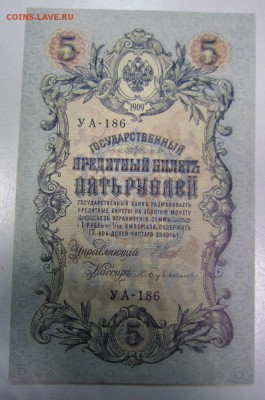 COINS.LAVE.RU
5 5
1909
УА-186
ГОСУДАРСТВЕННЫЙ
КРЕДИТНЫЙ БИЛЕТЪ
ПЯТЬ РУБЛЕЙ
ГОСУДАРСТВЕННЫЙ БАНКЪ РАЗМѢНИВАЕТЪ
КРЕДИТНЫЕ БИЛЕТЫ НА ЗОЛОТУЮ МОНЕТУ
БЕЗЪ ОГРАНИЧЕНІЯ СУММЫ
(1 РУБЛЬ = 1/15 ИМПЕРІАЛА, СОДЕРЖИТЪ
17,424 ДОЛЕЙ ЧИСТАГО ЗОЛОТА).
Управляющій
Кассиръ
УА-186